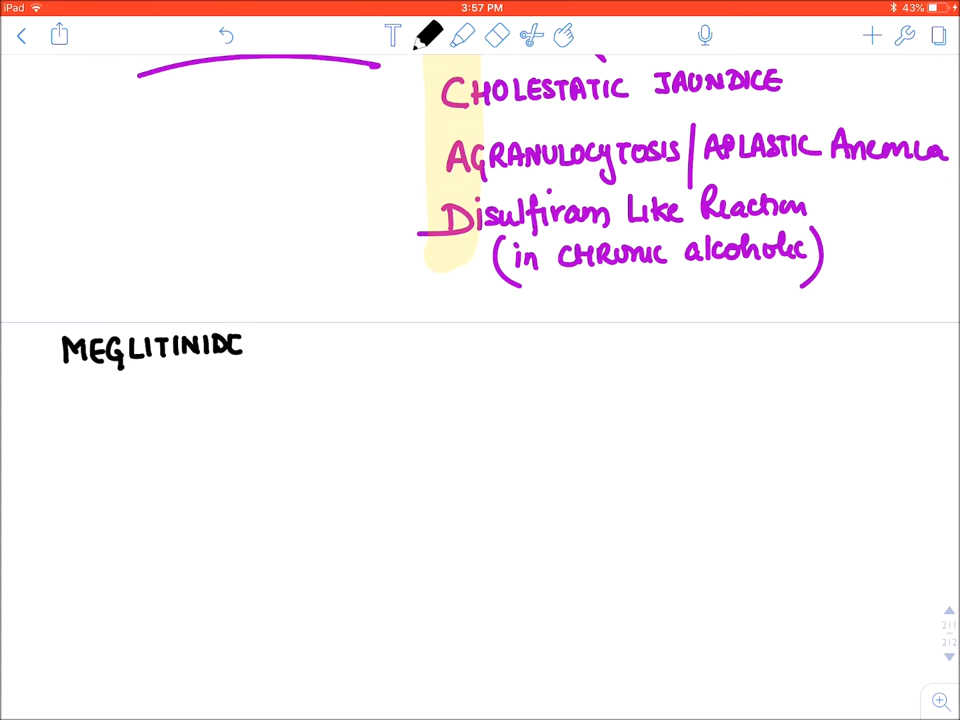 iPad 3:57 PM 43%
T
CHOLESTATIC JAUNDICE
AGRANULOCYTOSIS / APLASTIC Anemia
Disulfiram Like Reaction
(in CHRONIC alcoholic)
MEGLITINIDE
211
212